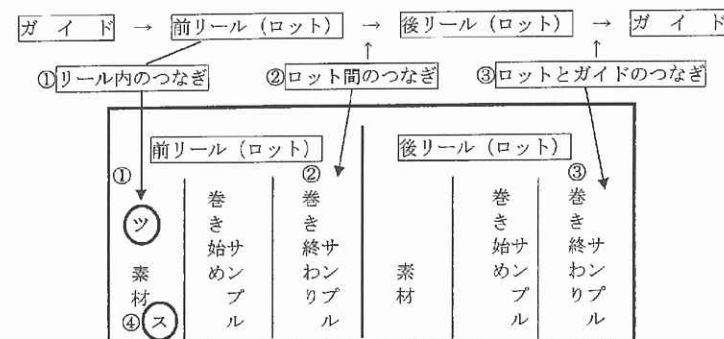 ガイド → 前リール（ロット） → 後リール（ロット） → ガイド
①リール内のつなぎ ②ロット間のつなぎ ③ロットとガイドのつなぎ
前リール（ロット） 後リール（ロット）
① ② ③
ツ
素材
④ス
巻き始めサンプル
巻き終わりサンプル
素材
巻き始めサンプル
巻き終わりサンプル